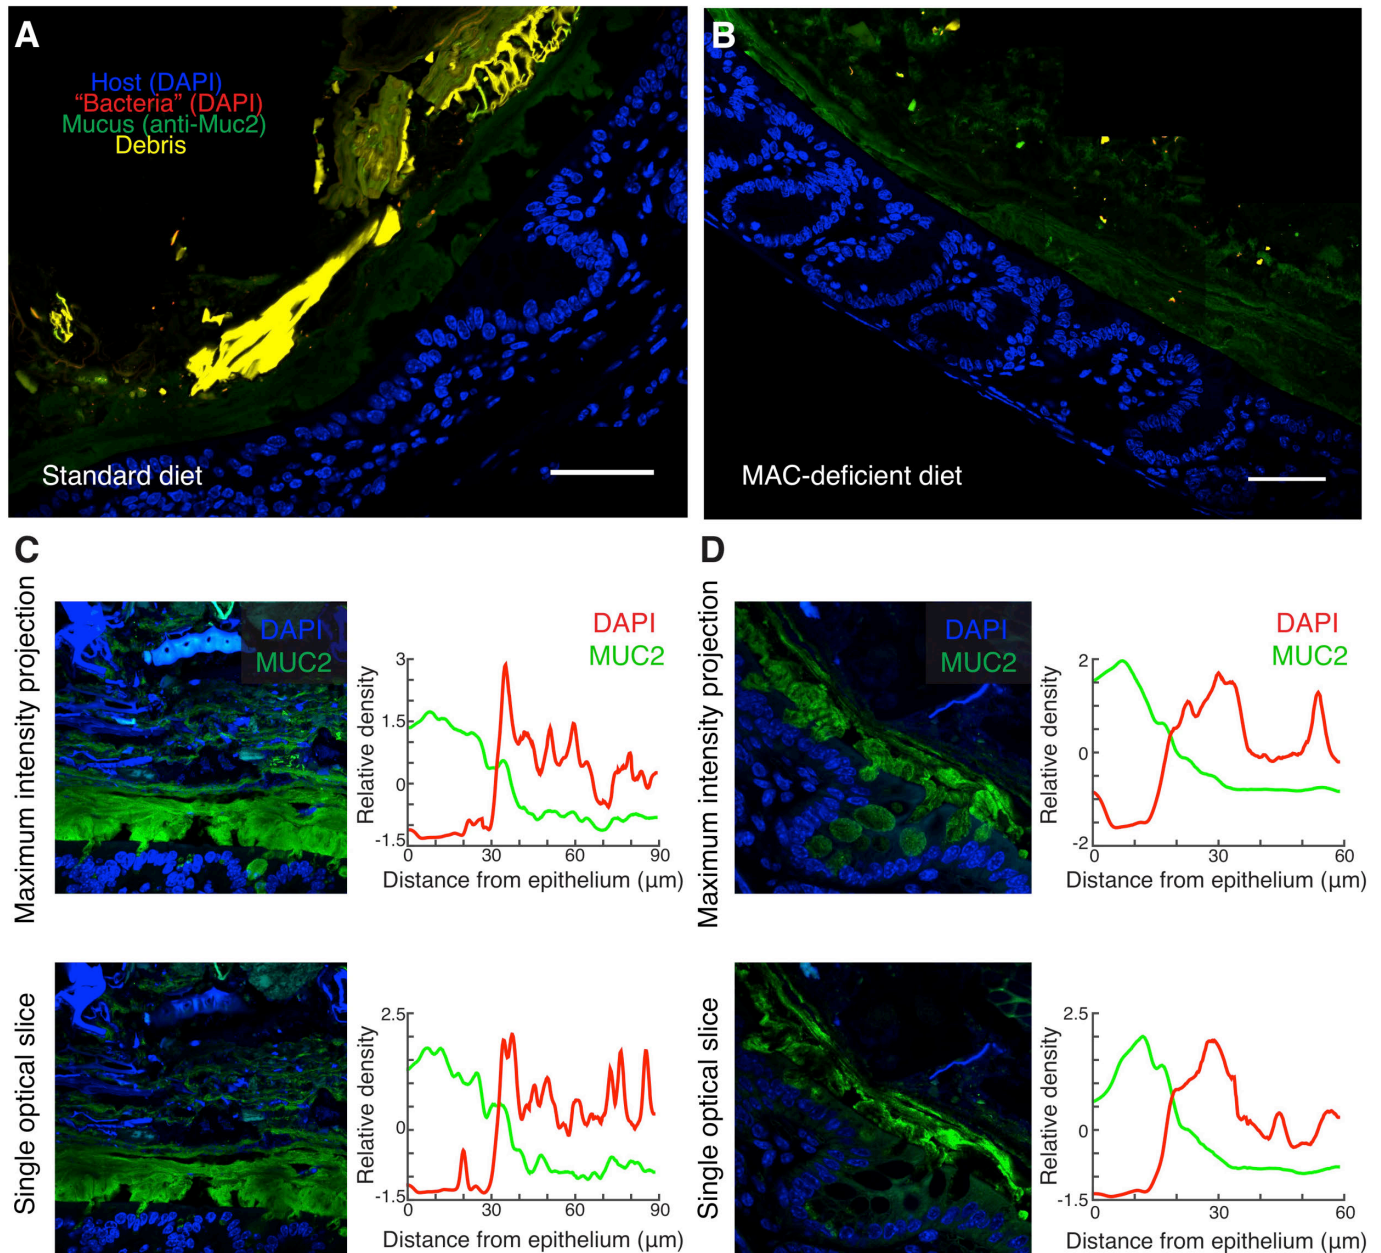 A
Host (DAPI)
"Bacteria" (DAPI)
Mucus (anti-Muc2)
Debris
Standard diet
B
MAC-deficient diet
C
Maximum intensity projection
DAPI
MUC2
DAPI
MUC2
Relative density
3
1.5
0
-1.5
0
30
60
90
Distance from epithelium (µm)
Single optical slice
Relative density
2.5
0
-1.5
0
30
60
90
Distance from epithelium (µm)
D
Maximum intensity projection
DAPI
MUC2
DAPI
MUC2
Relative density
2
0
-2
0
30
60
Distance from epithelium (µm)
Single optical slice
Relative density
2.5
0
-1.5
0
30
60
Distance from epithelium (µm)